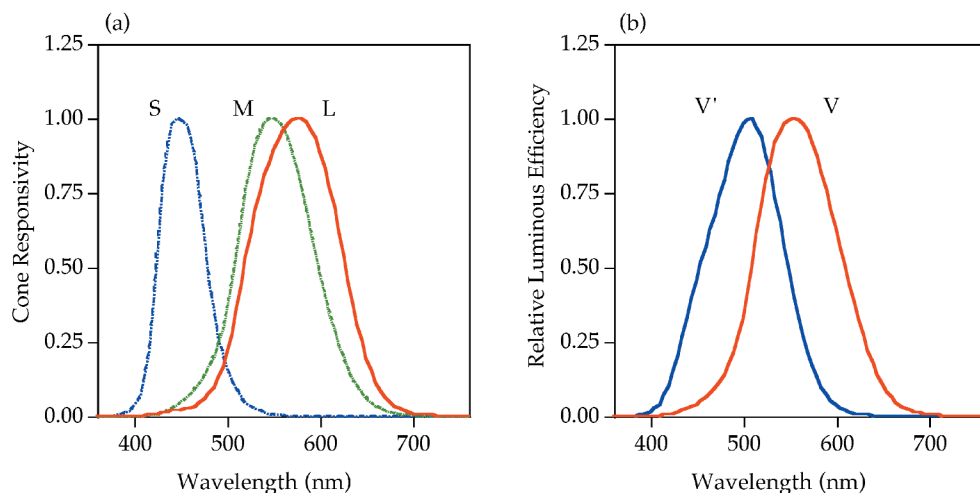 (a)
1.25
1.00
0.75
0.50
0.25
0.00
Cone Responsivity
S M L
400 500 600 700
Wavelength (nm)
(b)
1.25
1.00
0.75
0.50
0.25
0.00
Relative Luminous Efficiency
V' V
400 500 600 700
Wavelength (nm)